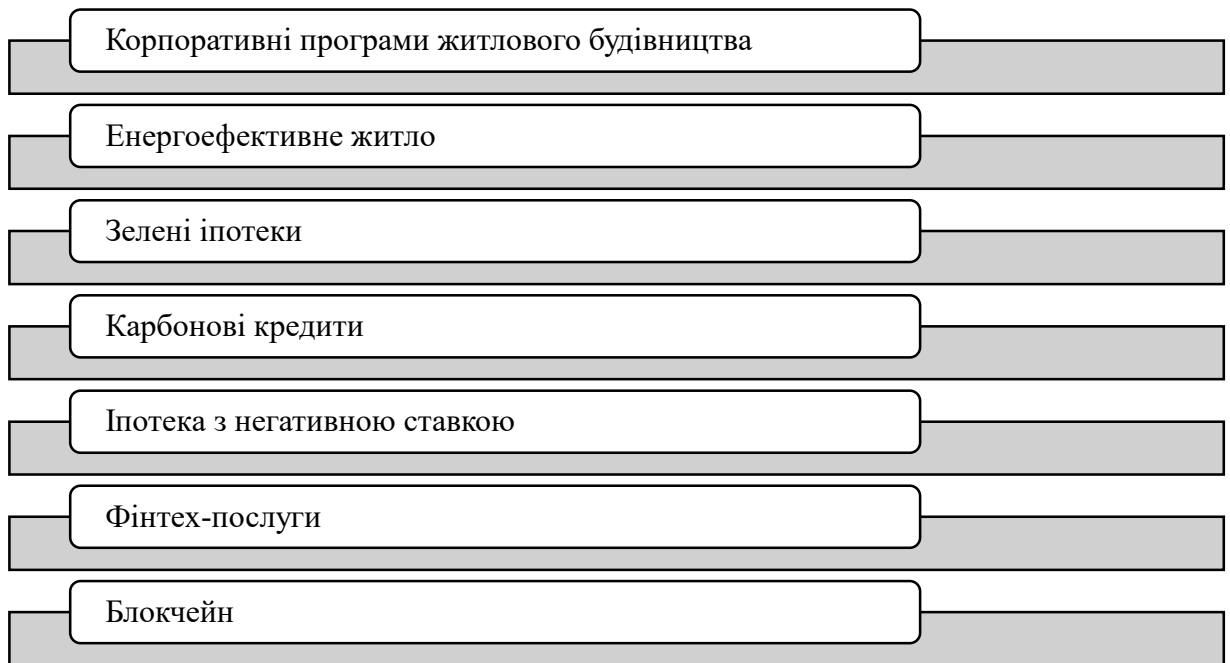 Корпоративні програми житлового будівництва
Енергоефективне житло
Зелені іпотеки
Карбонові кредити
Іпотека з негативною ставкою
Фінтех-послуги
Блокчейн